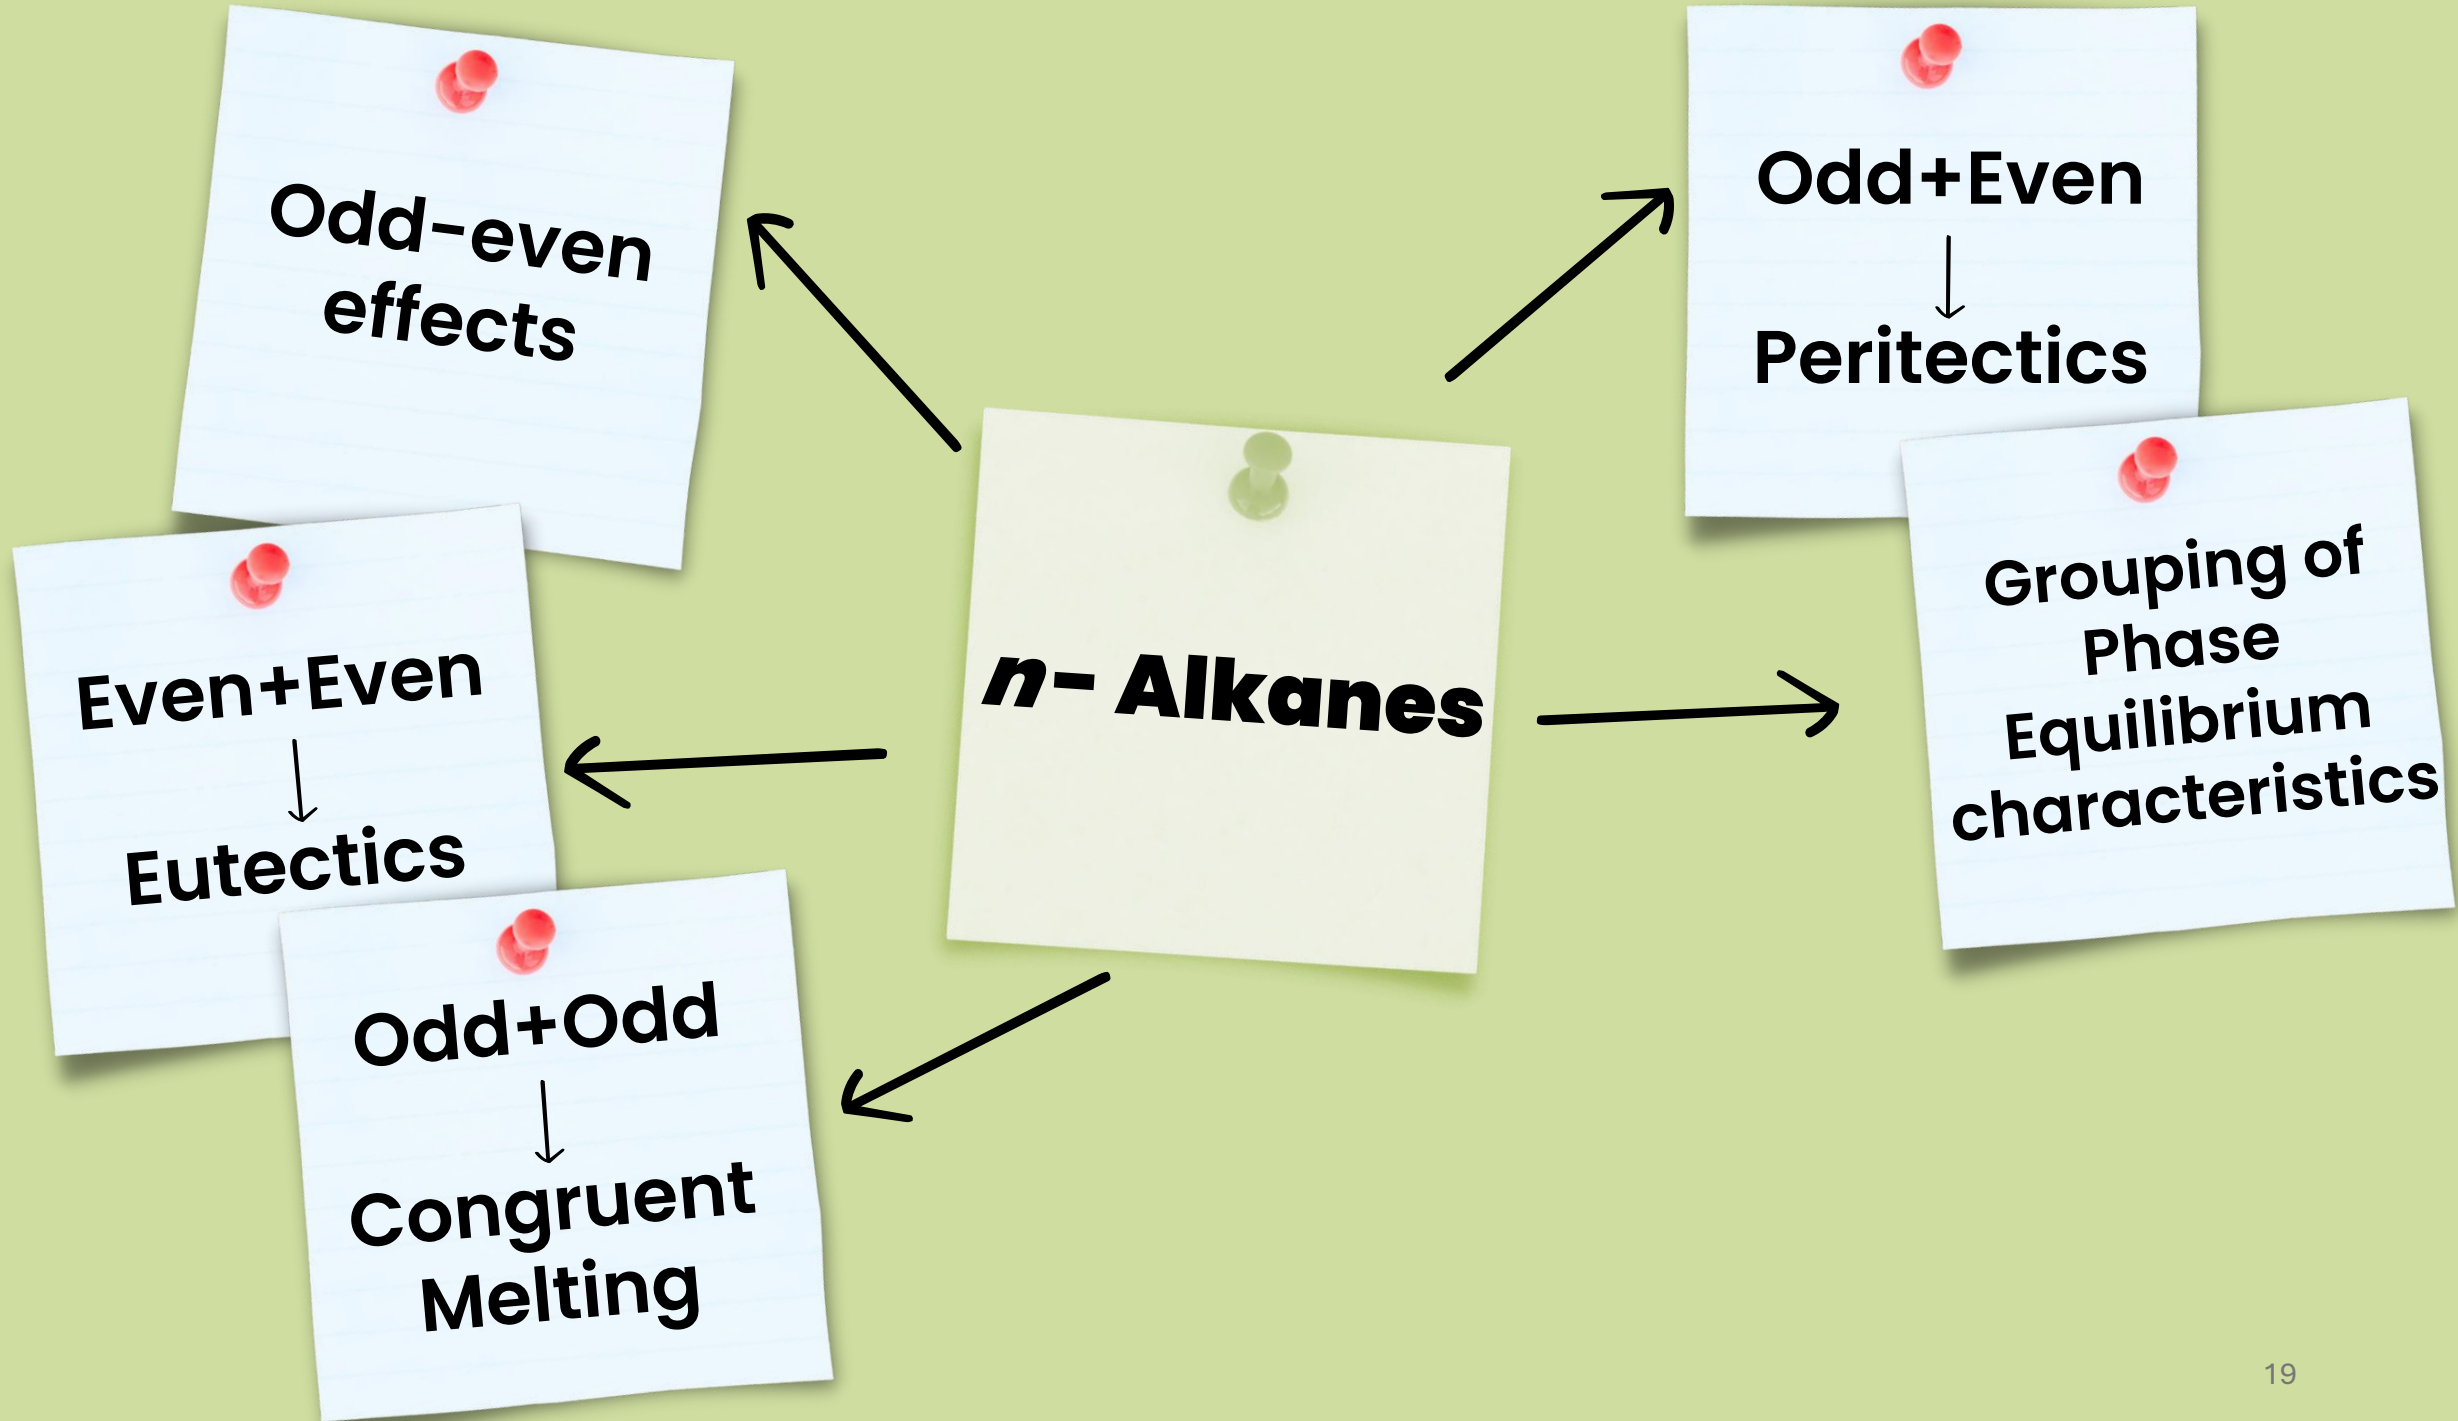 Odd-even
effects
Even+Even
Eutectics
Odd+Odd
Congruent
Melting
n- Alkanes
Odd+Even
Peritectics
Grouping of
Phase
Equilibrium
characteristics
19